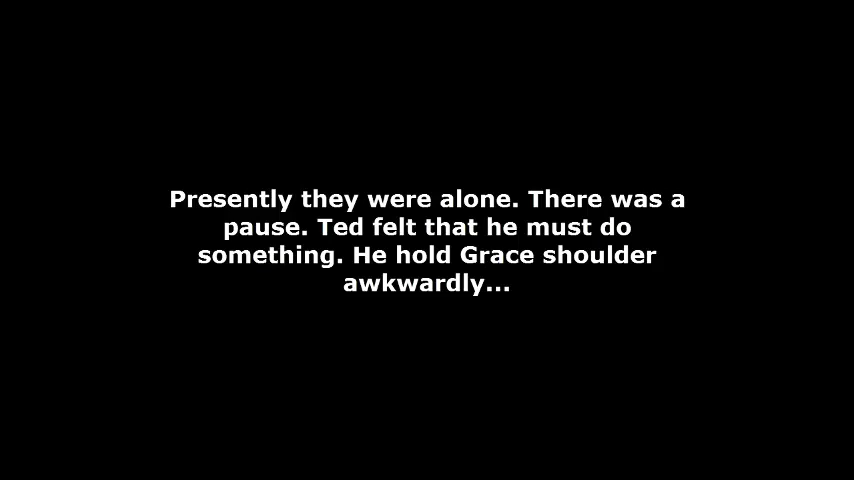 Presently they were alone. There was a
pause. Ted felt that he must do
something. He hold Grace shoulder
awkwardly...